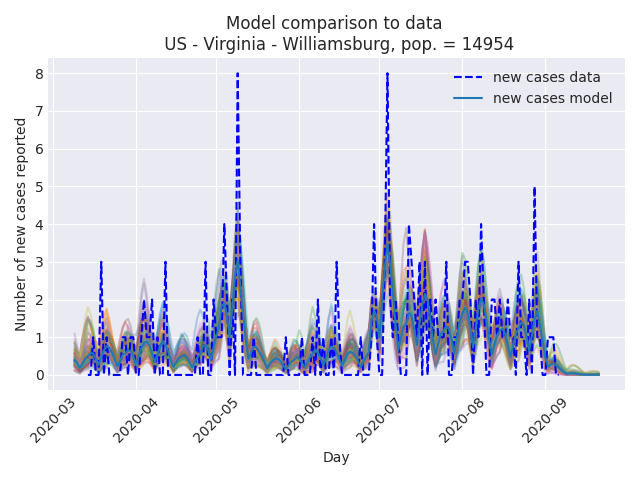 Model comparison to data
US - Virginia - Williamsburg, pop. = 14954
new cases data
new cases model
Number of new cases reported
8
7
6
5
4
3
2
1
0
2020-03
2020-04
2020-05
2020-06
2020-07
2020-08
2020-09
Day